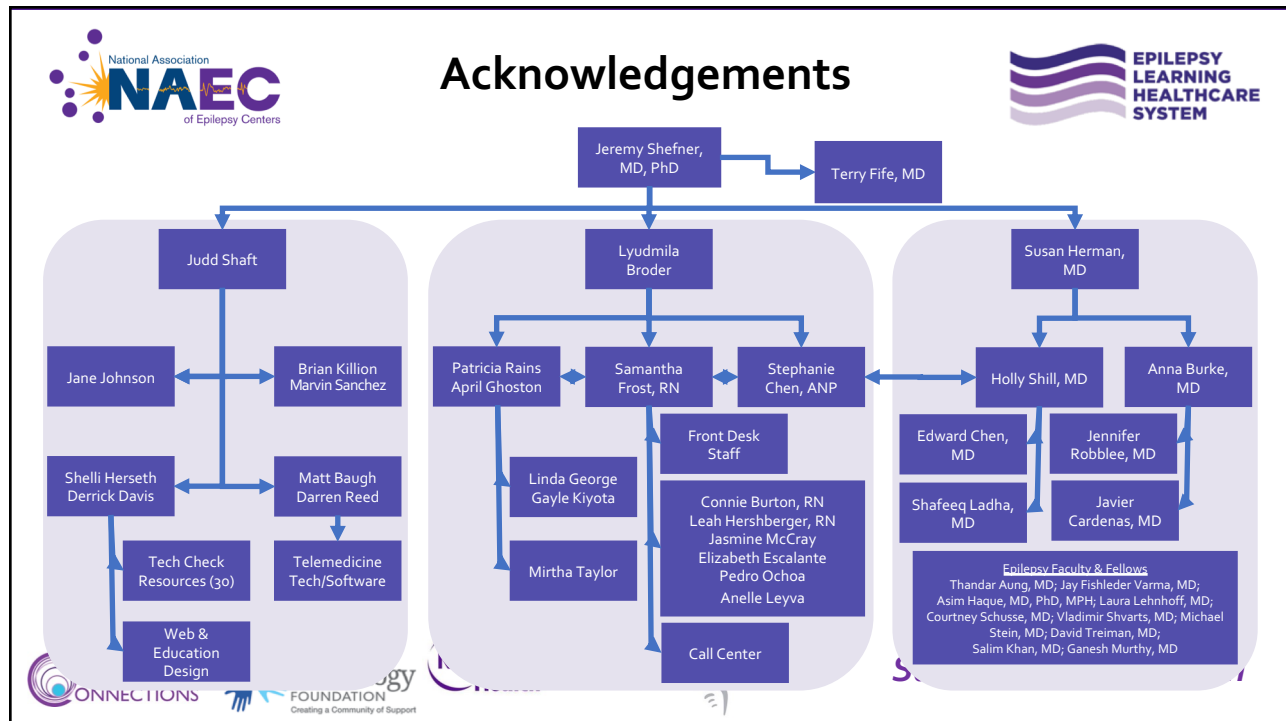 Acknowledgements
National Association
NAEC
of Epilepsy Centers
EPILEPSY
LEARNING
HEALTHCARE
SYSTEM
Jeremy Shefner,
MD, PhD
Terry Fife, MD
Judd Shaft
Jane Johnson
Brian Killion
Marvin Sanchez
Shelli Herseth
Derrick Davis
Matt Baugh
Darren Reed
Tech Check
Resources (30)
Telemedicine
Tech/Software
Web &
Education
Design
Lyudmila
Broder
Patricia Rains
April Ghoston
Samantha
Frost, RN
Stephanie
Chen, ANP
Linda George
Gayle Kiyota
Mirtha Taylor
Front Desk
Staff
Connie Burton, RN
Leah Hershberger, RN
Jasmine McCray
Elizabeth Escalante
Pedro Ochoa
Anelle Leyva
Call Center
Susan Herman,
MD
Holly Shill, MD
Anna Burke,
MD
Edward Chen,
MD
Jennifer
Robblee, MD
Shafeeq Ladha,
MD
Javier
Cardenas, MD
Epilepsy Faculty & Fellows
Thandar Aung, MD; Jay Fishleder Varma, MD;
Asim Haque, MD, PhD, MPH; Laura Lehnhoff, MD;
Courtney Schusse, MD; Vladimir Shvarts, MD; Michael
Stein, MD; David Treiman, MD;
Salim Khan, MD; Ganesh Murthy, MD
CONNECTIONS
FOUNDATION
Creating a Community of Support